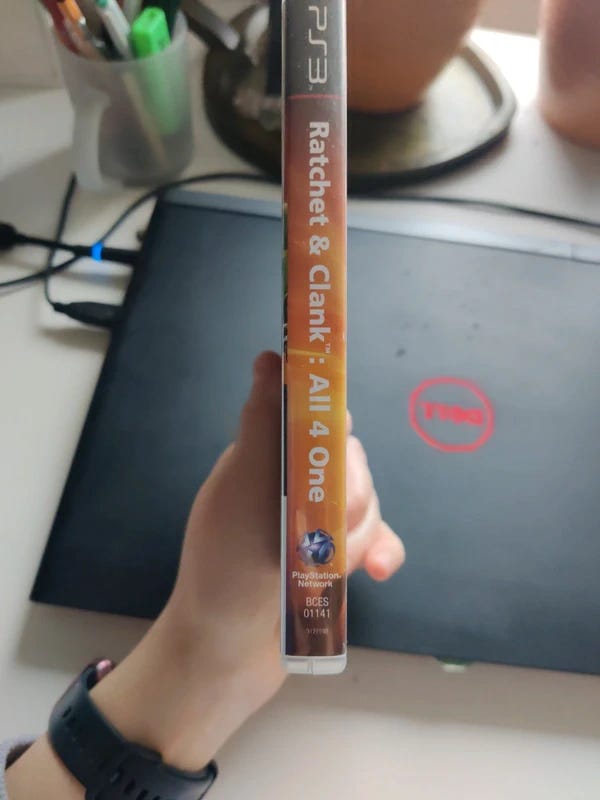 PS3
Ratchet & Clank™: All 4 One
PlayStation®
Network
BCES
01141
DELL